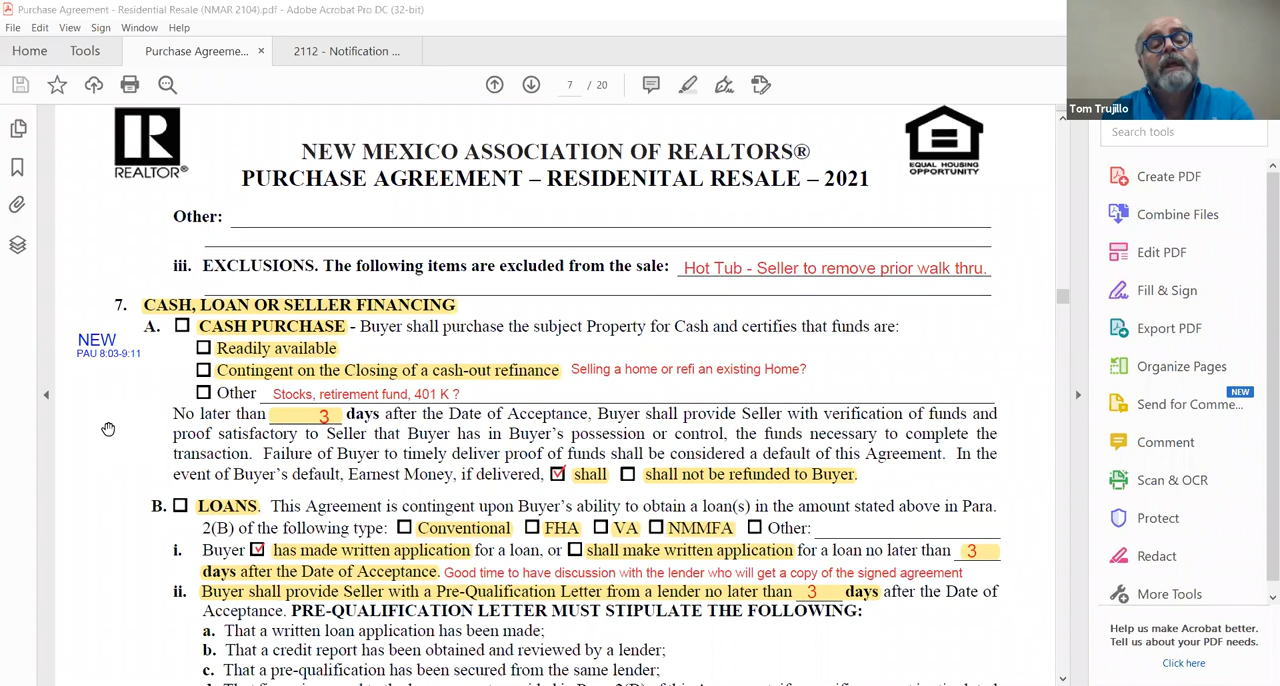 Purchase Agreement - Residential Resale (NMAR 2104).pdf - Adobe Acrobat Pro DC (32-bit)
File Edit View Sign Window Help
Home Tools Purchase Agreeme... × 2112 - Notification ...
7 / 20
Tom Trujillo
Search tools
Create PDF
Combine Files
Edit PDF
Fill & Sign
Export PDF
Organize Pages
NEW
Send for Comme...
Comment
Scan & OCR
Protect
Redact
More Tools
Help us make Acrobat better.
Tell us about your PDF needs.
Click here
REALTOR®
EQUAL HOUSING
OPPORTUNITY
NEW MEXICO ASSOCIATION OF REALTORS®
PURCHASE AGREEMENT – RESIDENITAL RESALE – 2021
Other:
iii. EXCLUSIONS. The following items are excluded from the sale: Hot Tub - Seller to remove prior walk thru.
7. CASH, LOAN OR SELLER FINANCING
A. CASH PURCHASE - Buyer shall purchase the subject Property for Cash and certifies that funds are:
NEW
PAU 8:03-9:11
Readily available
Contingent on the Closing of a cash-out refinance Selling a home or refi an existing Home?
Other Stocks, retirement fund, 401 K ?
No later than 3 days after the Date of Acceptance, Buyer shall provide Seller with verification of funds and
proof satisfactory to Seller that Buyer has in Buyer's possession or control, the funds necessary to complete the
transaction. Failure of Buyer to timely deliver proof of funds shall be considered a default of this Agreement. In the
event of Buyer's default, Earnest Money, if delivered, shall shall not be refunded to Buyer.
B. LOANS. This Agreement is contingent upon Buyer's ability to obtain a loan(s) in the amount stated above in Para.
2(B) of the following type: Conventional FHA VA NMMFA Other:
i. Buyer has made written application for a loan, or shall make written application for a loan no later than 3
days after the Date of Acceptance. Good time to have discussion with the lender who will get a copy of the signed agreement
ii. Buyer shall provide Seller with a Pre-Qualification Letter from a lender no later than 3 days after the Date of
Acceptance. PRE-QUALIFICATION LETTER MUST STIPULATE THE FOLLOWING:
a. That a written loan application has been made;
b. That a credit report has been obtained and reviewed by a lender;
c. That a pre-qualification has been secured from the same lender;